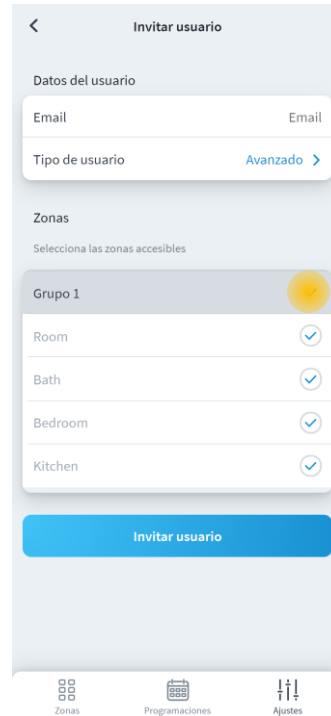 Invitar usuario
Datos del usuario
Email Email
Tipo de usuario Avanzado
Zonas
Selecciona las zonas accesibles
Grupo 1
Room
Bath
Bedroom
Kitchen
Invitar usuario
Zonas Programaciones Ajustes